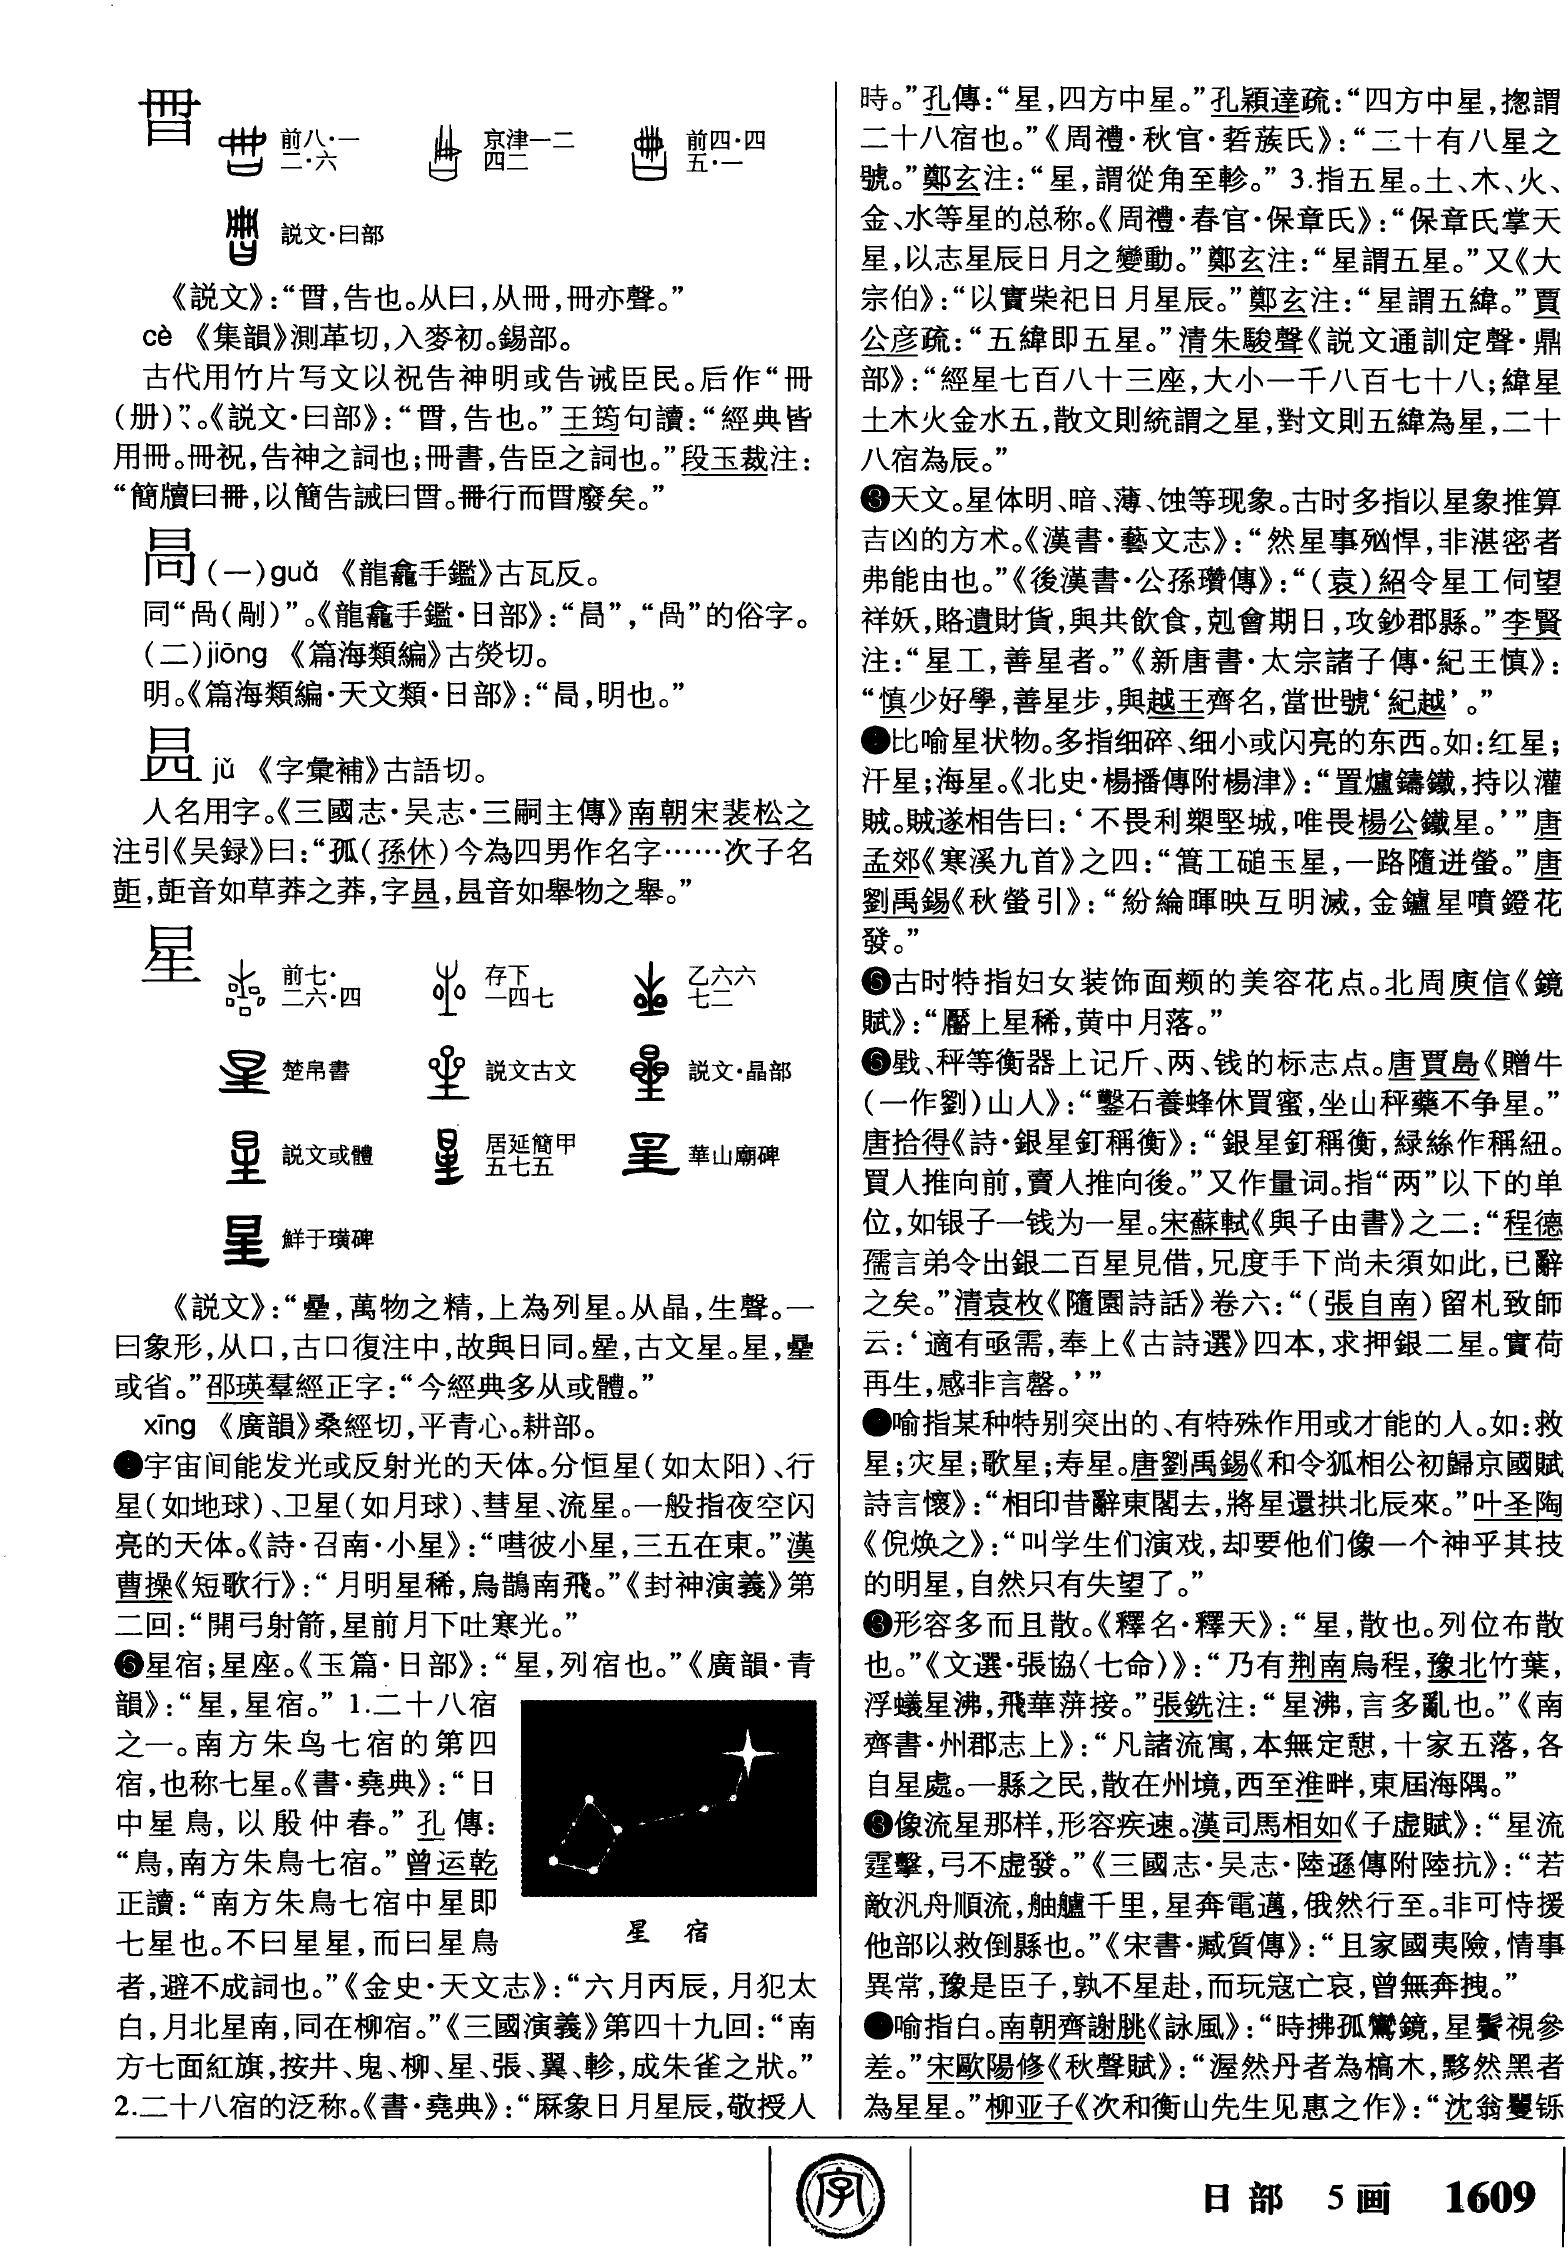 𣍘
前八·一
二·六
京津一二
四二
前四·四
五·一
説文·曰部
《説文》:“𣍘,告也。从曰,从冊,冊亦聲。”
cè 《集韻》測革切,入麥初。錫部。
古代用竹片写文以祝告神明或告诫臣民。后作“冊
(册)”。《説文·曰部》:“𣍘,告也。”王筠句讀:“經典皆
用冊。冊祝,告神之詞也;冊書,告臣之詞也。”段玉裁注:
“簡牘曰冊,以簡告誡曰𣍘。冊行而𣍘廢矣。”
(一)guǎ 《龍龕手鑑》古瓦反。
同“咼(剮)”。《龍龕手鑑·日部》:
的俗字。
(二)jiōng 《篇海類編》古熒切。
明。《篇海類編·天文類·日部》:
明也。”
昷
jǔ 《字彙補》古語切。
人名用字。《三國志·吴志·三嗣主傳》南朝宋裴松之
注引《吴録》曰:“孤(孫休)今為四男作名字……次子名
音如草莽之莽,字
音如舉物之舉。”
星
前七·
二六·四
存下
一四七
乙六六
七二
楚帛書
説文古文
説文·晶部
説文或體
居延簡甲
五七五
華山廟碑
鮮于璜碑
《説文》:“曐,萬物之精,上為列星。从晶,生聲。一
曰象形,从口,古口復注中,故與日同。𠻖,古文星。星,曐
或省。”邵瑛羣經正字:“今經典多从或體。”
xīng 《廣韻》桑經切,平青心。耕部。
宇宙间能发光或反射光的天体。分恒星(如太阳)、行
星(如地球)、卫星(如月球)、彗星、流星。一般指夜空闪
亮的天体。《詩·召南·小星》:“嘒彼小星,三五在東。”漢
曹操《短歌行》:“月明星稀,烏鵲南飛。”《封神演義》第
二回:“開弓射箭,星前月下吐寒光。”
星宿;星座。《玉篇·日部》:“星,列宿也。”《廣韻·青
韻》:“星,星宿。” 1.二十八宿
之一。南方朱鸟七宿的第四
宿,也称七星。《書·堯典》:“日
中星鳥,以殷仲春。”孔傳:
“鳥,南方朱鳥七宿。”曾运乾
正讀:“南方朱鳥七宿中星即
七星也。不曰星星,而曰星鳥
星 宿
者,避不成詞也。”《金史·天文志》:“六月丙辰,月犯太
白,月北星南,同在柳宿。”《三國演義》第四十九回:“南
方七面紅旗,按井、鬼、柳、星、張、翼、軫,成朱雀之狀。”
2.二十八宿的泛称。《書·堯典》:“厤象日月星辰,敬授人
時。”孔傳:“星,四方中星。”孔穎達疏:“四方中星,揔謂
二十八宿也。”《周禮·秋官·硩蔟氏》:“二十有八星之
號。”鄭玄注:“星,謂從角至軫。” 3.指五星。土、木、火、
金、水等星的总称。《周禮·春官·保章氏》:“保章氏掌天
星,以志星辰日月之變動。”鄭玄注:“星謂五星。”又《大
宗伯》:“以實柴祀日月星辰。”鄭玄注:“星謂五緯。”賈
公彦疏:“五緯即五星。”清朱駿聲《説文通訓定聲·鼎
部》:“經星七百八十三座,大小一千八百七十八;緯星
土木火金水五,散文則統謂之星,對文則五緯為星,二十
八宿為辰。”
❸天文。星体明、暗、薄、蚀等现象。古时多指以星象推算
吉凶的方术。《漢書·藝文志》:“然星事㓙悍,非湛密者
弗能由也。”《後漢書·公孫瓚傳》:“(袁)紹令星工伺望
祥妖,賂遺財貨,與共飲食,剋會期日,攻鈔郡縣。”李賢
注:“星工,善星者。”《新唐書·太宗諸子傳·紀王慎》:
“慎少好學,善星步,與越王齊名,當世號‘紀越’。”
比喻星状物。多指细碎、细小或闪亮的东西。如:红星;
汗星;海星。《北史·楊播傳附楊津》:“置爐鑄鐵,持以灌
賊。賊遂相告曰:‘不畏利槊堅城,唯畏楊公鐵星。’”唐
孟郊《寒溪九首》之四:“篙工磓玉星,一路隨迸螢。”唐
劉禹錫《秋螢引》:“紛綸暉映互明滅,金鑪星噴鐙花
發。”
古时特指妇女装饰面颊的美容花点。北周庾信《鏡
賦》:“靨上星稀,黄中月落。”
❻戥、秤等衡器上记斤、两、钱的标志点。唐賈島《贈牛
(一作劉)山人》:“鑿石養蜂休買蜜,坐山秤藥不争星。”
唐拾得《詩·銀星釘稱衡》:“銀星釘稱衡,緑絲作稱紐。
買人推向前,賣人推向後。”又作量词。指“两”以下的单
位,如银子一钱为一星。宋蘇軾《與子由書》之二:“程德
孺言弟令出銀二百星見借,兄度手下尚未須如此,已辭
之矣。”清袁枚《隨園詩話》卷六:“(張自南)留札致師
云:‘適有亟需,奉上《古詩選》四本,求押銀二星。實荷
再生,感非言罄。’”
喻指某种特别突出的、有特殊作用或才能的人。如:救
星;灾星;歌星;寿星。唐劉禹錫《和令狐相公初歸京國賦
詩言懷》:“相印昔辭東閣去,將星還拱北辰來。”叶圣陶
《倪焕之》:“叫学生们演戏,却要他们像一个神乎其技
的明星,自然只有失望了。”
形容多而且散。《釋名·釋天》:“星,散也。列位布散
也。”《文選·張協〈七命〉》:“乃有荆南烏程,豫北竹葉,
浮蟻星沸,飛華蓱接。”張銑注:“星沸,言多亂也。”《南
齊書·州郡志上》:“凡諸流寓,本無定憇,十家五落,各
自星處。一縣之民,散在州境,西至淮畔,東屆海隅。”
像流星那样,形容疾速。漢司馬相如《子虚賦》:“星流
霆擊,弓不虚發。”《三國志·吴志·陸遜傳附陸抗》:“若
敵汎舟順流,舳艫千里,星奔電邁,俄然行至。非可恃援
他部以救倒縣也。”《宋書·臧質傳》:“且家國夷險,情事
異常,豫是臣子,孰不星赴,而玩寇亡哀,曾無奔拽。”
喻指白。南朝齊謝朓《詠風》:“時拂孤鸞鏡,星鬢視參
差。”宋歐陽修《秋聲賦》:“渥然丹者為槁木,黟然黑者
為星星。”柳亚子《次和衡山先生见惠之作》:“沈翁矍铄
字
日部 5画 1609